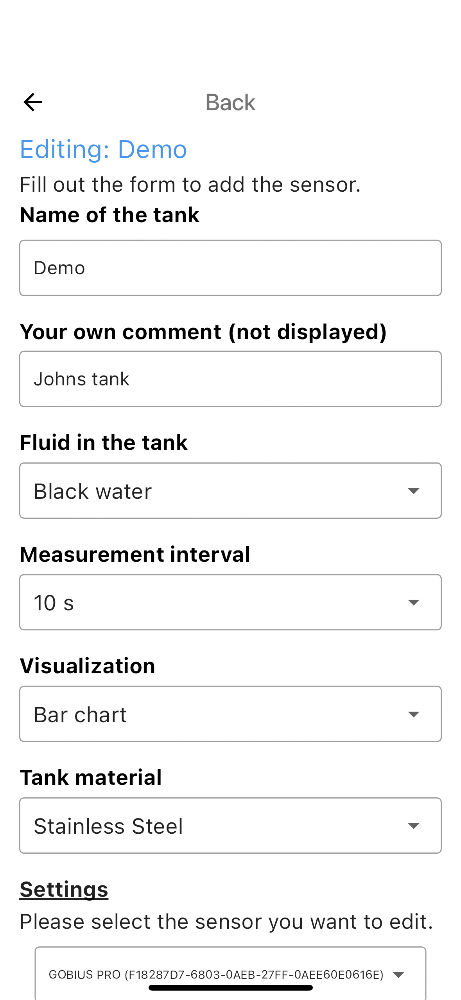 Back
Editing: Demo
Fill out the form to add the sensor.
Name of the tank
Demo
Your own comment (not displayed)
Johns tank
Fluid in the tank
Black water
Measurement interval
10 s
Visualization
Bar chart
Tank material
Stainless Steel
Settings
Please select the sensor you want to edit.
GOBIUS PRO (F18287D7-6803-0AEB-27FF-0AEE60E0616E)